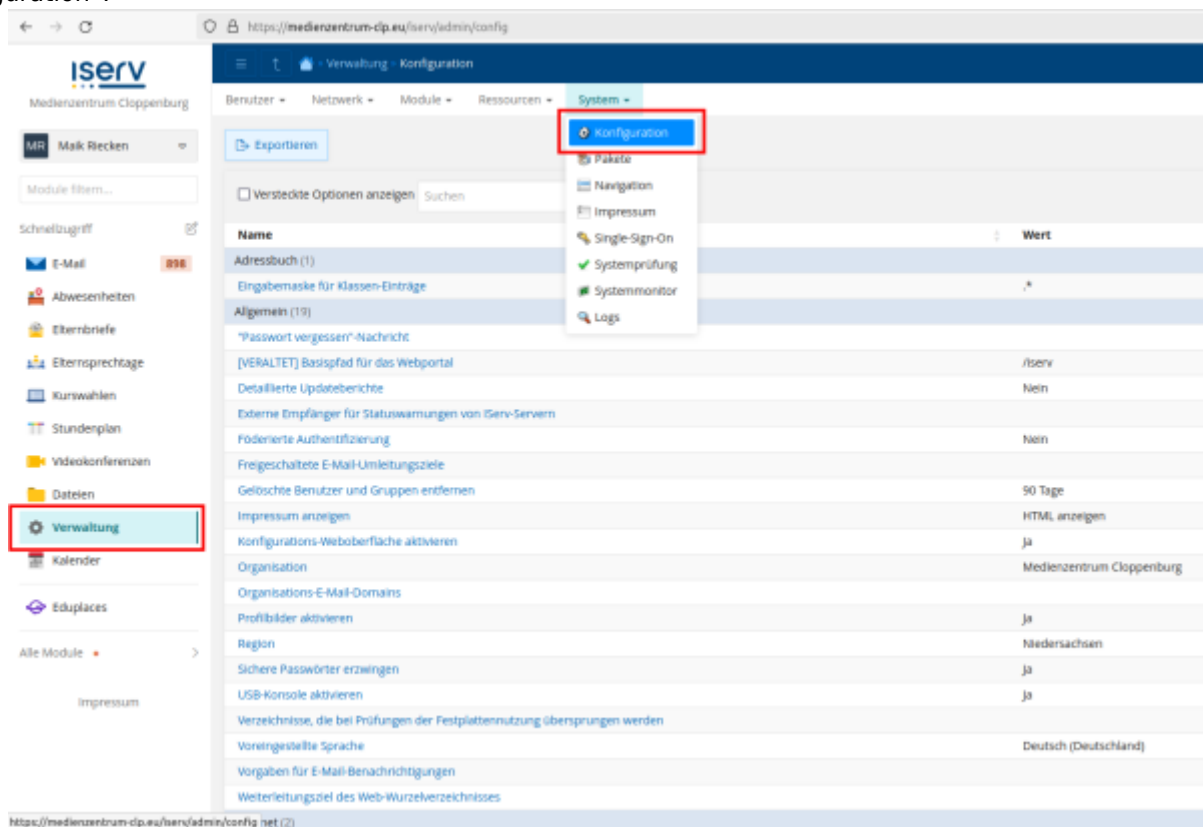 guration".
https://medienzentrum-clp.eu/iserv/admin/config
Iserv
Medienzentrum Cloppenburg
MR Maik Riecken
Module filtern...
Schnellzugriff
E-Mail 898
Abwesenheiten
Elternbriefe
Elternsprechtage
Kurswahlen
Stundenplan
Videokonferenzen
Dateien
Verwaltung
Kalender
Eduplaces
Alle Module
Impressum
Verwaltung Konfiguration
Benutzer Netzwerk Module Ressourcen System
Konfiguration
Pakete
Navigation
Impressum
Single-Sign-On
Systemprüfung
Systemmonitor
Logs
Exportieren
Versteckte Optionen anzeigen Suchen
Name Wert
Adressbuch (1)
Eingabemaske für Klassen-Einträge .*
Allgemein (19)
"Passwort vergessen"-Nachricht
[VERALTET] Basispfad für das Webportal /iserv
Detaillierte Updateberichte Nein
Externe Empfänger für Statuswarnungen von IServ-Servern
Föderierte Authentifizierung Nein
Freigeschaltete E-Mail-Umleitungsziele
Gelöschte Benutzer und Gruppen entfernen 90 Tage
Impressum anzeigen HTML anzeigen
Konfigurations-Weboberfläche aktivieren Ja
Organisation Medienzentrum Cloppenburg
Organisations-E-Mail-Domains
Profilbilder aktivieren Ja
Region Niedersachsen
Sichere Passwörter erzwingen Ja
USB-Konsole aktivieren Ja
Verzeichnisse, die bei Prüfungen der Festplattennutzung übersprungen werden
Voreingestellte Sprache Deutsch (Deutschland)
Vorgaben für E-Mail-Benachrichtigungen
Weiterleitungsziel des Web-Wurzelverzeichnisses
https://medienzentrum-clp.eu/iserv/admin/config net (2)